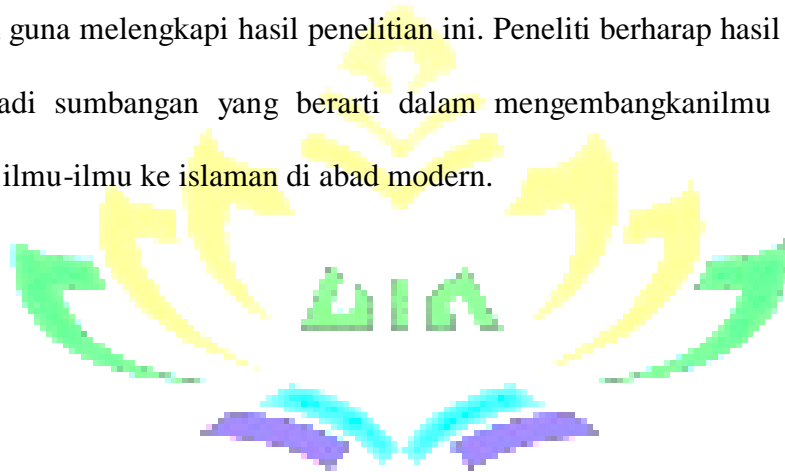 guna melengkapi hasil penelitian ini. Peneliti berharap hasil
adi sumbangan yang berarti dalam mengembangkanilmu
ilmu-ilmu ke islaman di abad modern.
UIN